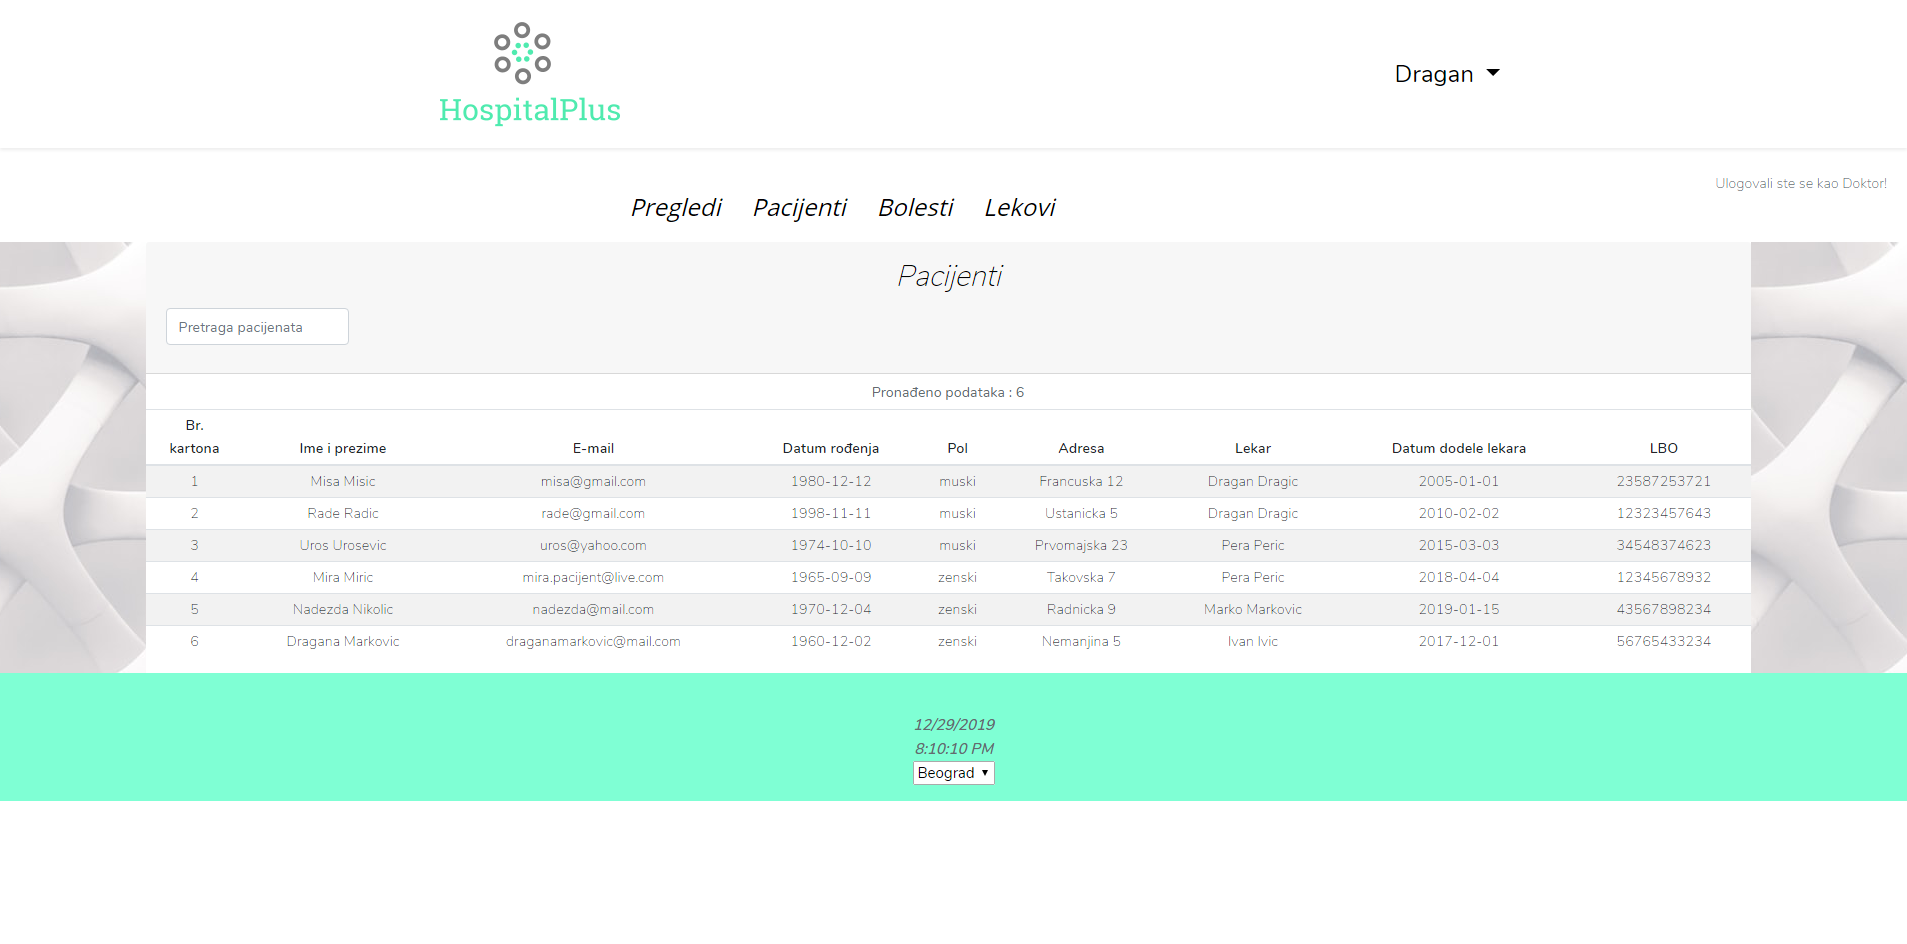 HospitalPlus
Dragan
Ulogovali ste se kao Doktor!
Pregledi Pacijenti Bolesti Lekovi
Pacijenti
Pretraga pacijenata
Pronađeno podataka : 6
Br. kartona Ime i prezime E-mail Datum rođenja Pol Adresa Lekar Datum dodele lekara LBO
1 Misa Misic misa@gmail.com 1980-12-12 muski Francuska 12 Dragan Dragic 2005-01-01 23587253721
2 Rade Radic rade@gmail.com 1998-11-11 muski Ustanicka 5 Dragan Dragic 2010-02-02 12323457643
3 Uros Urosevic uros@yahoo.com 1974-10-10 muski Prvomajska 23 Pera Peric 2015-03-03 34548374623
4 Mira Miric mira.pacijent@live.com 1965-09-09 zenski Takovska 7 Pera Peric 2018-04-04 12345678932
5 Nadezda Nikolic nadezda@mail.com 1970-12-04 zenski Radnicka 9 Marko Markovic 2019-01-15 43567898234
6 Dragana Markovic draganamarkovic@mail.com 1960-12-02 zenski Nemanjina 5 Ivan Ivic 2017-12-01 56765433234
12/29/2019
8:10:10 PM
Beograd